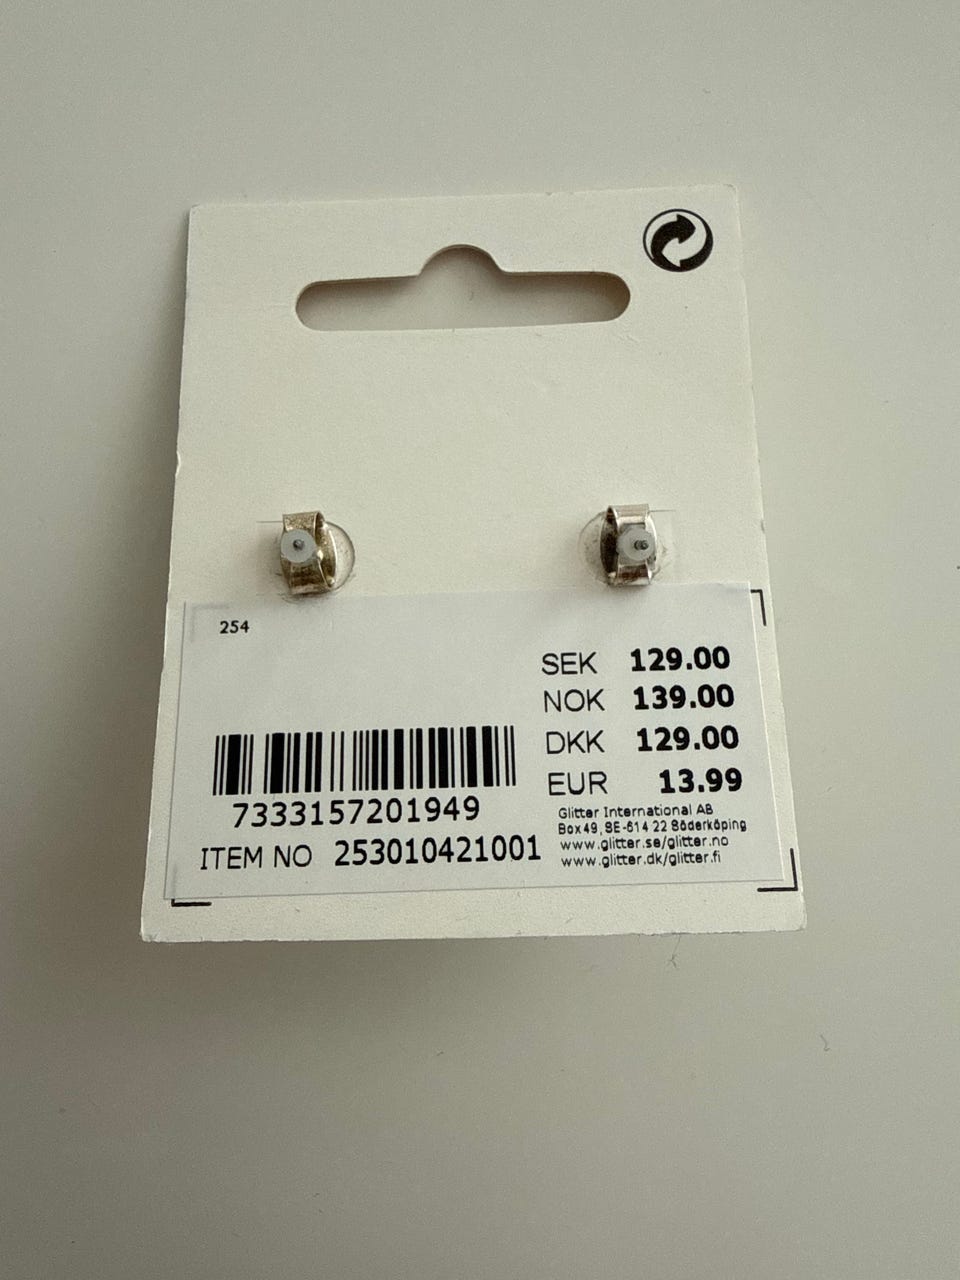 254
SEK 129.00
NOK 139.00
DKK 129.00
EUR 13.99
7333157201949
ITEM NO 253010421001
Glitter International AB
Box 49, SE-614 22 Söderköping
www.glitter.se/glitter.no
www.glitter.dk/glitter.fi